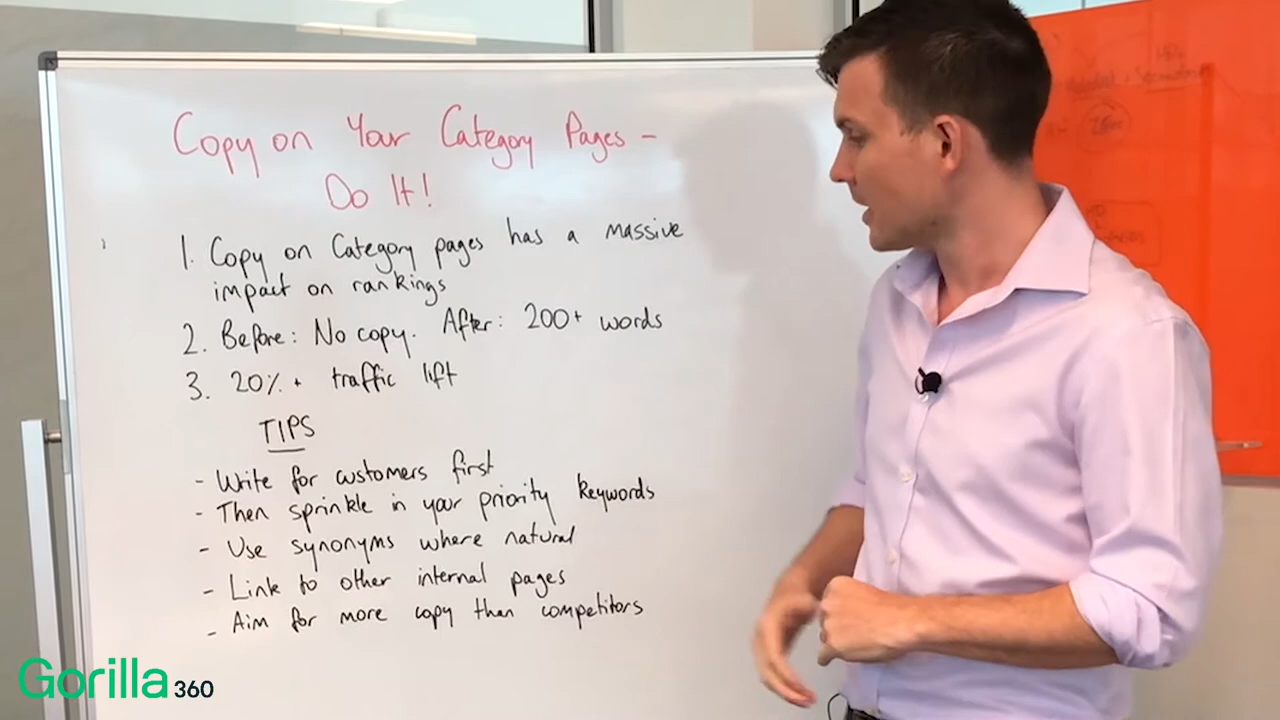 Copy on Your Category Pages -
Do It!
1. Copy on Category pages has a massive
impact on rankings
2. Before: No copy. After: 200+ words
3. 20% + traffic lift
TIPS
- Write for customers first
- Then sprinkle in your priority keywords
- Use synonyms where natural
- Link to other internal pages
- Aim for more copy than competitors
Gorilla 360